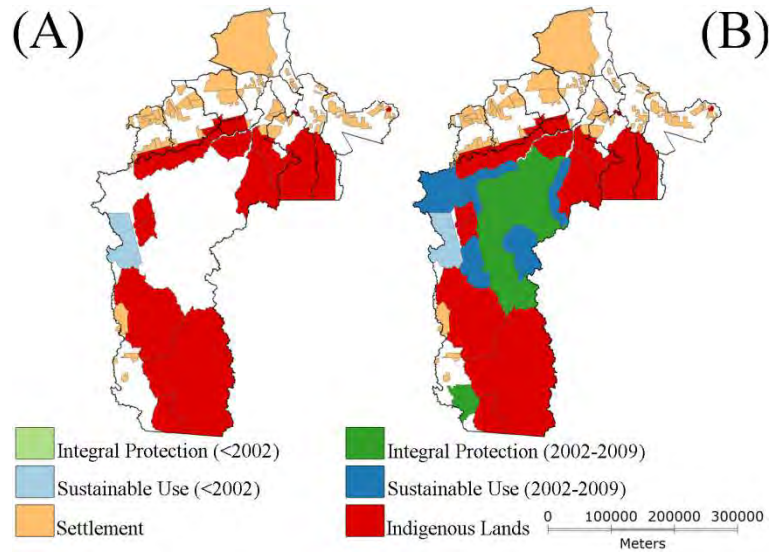 (A) (B)
Integral Protection (<2002)
Integral Protection (2002-2009)
Sustainable Use (<2002)
Sustainable Use (2002-2009)
Settlement
Indigenous Lands
0 100000 200000 300000
Meters